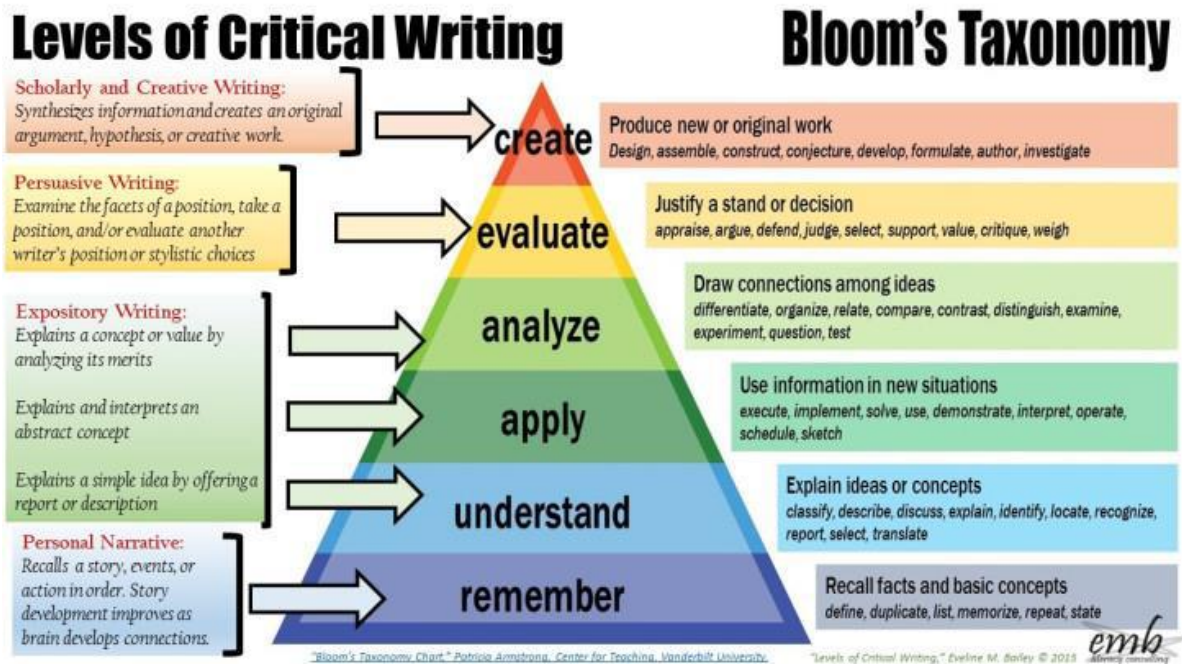 Levels of Critical Writing
Bloom's Taxonomy
Scholarly and Creative Writing:
Synthesizes information and creates an original
argument, hypothesis, or creative work.
Persuasive Writing:
Examine the facets of a position, take a
position, and/or evaluate another
writer's position or stylistic choices
Expository Writing:
Explains a concept or value by
analyzing its merits
Explains and interprets an
abstract concept
Explains a simple idea by offering a
report or description
Personal Narrative:
Recalls a story, events, or
action in order. Story
development improves as
brain develops connections.
create
evaluate
analyze
apply
understand
remember
Produce new or original work
Design, assemble, construct, conjecture, develop, formulate, author, investigate
Justify a stand or decision
appraise, argue, defend, judge, select, support, value, critique, weigh
Draw connections among ideas
differentiate, organize, relate, compare, contrast, distinguish, examine,
experiment, question, test
Use information in new situations
execute, implement, solve, use, demonstrate, interpret, operate,
schedule, sketch
Explain ideas or concepts
classify, describe, discuss, explain, identify, locate, recognize,
report, select, translate
Recall facts and basic concepts
define, duplicate, list, memorize, repeat, state
"Bloom's Taxonomy Chart," Patricia Armstrong, Center for Teaching, Vanderbilt University.
"Levels of Critical Writing," Eveline M. Bailey © 2015
emb